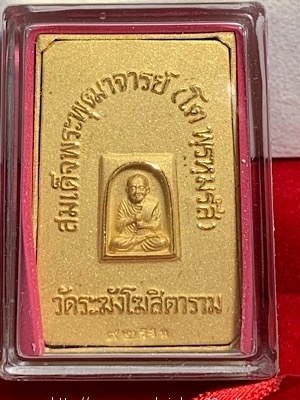 สมเด็จพระพุฒาจารย์ (โต พรหมรังสี)
วัดระฆังโฆสิตาราม